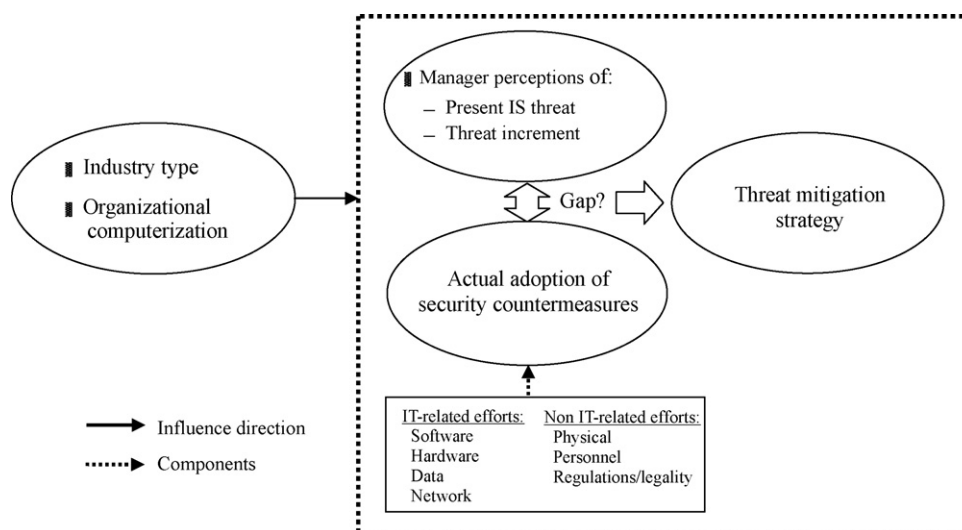 Manager perceptions of:
– Present IS threat
– Threat increment
Industry type
Organizational
computerization
Gap?
Threat mitigation
strategy
Actual adoption of
security countermeasures
IT-related efforts:
Software
Hardware
Data
Network
Non IT-related efforts:
Physical
Personnel
Regulations/legality
Influence direction
Components